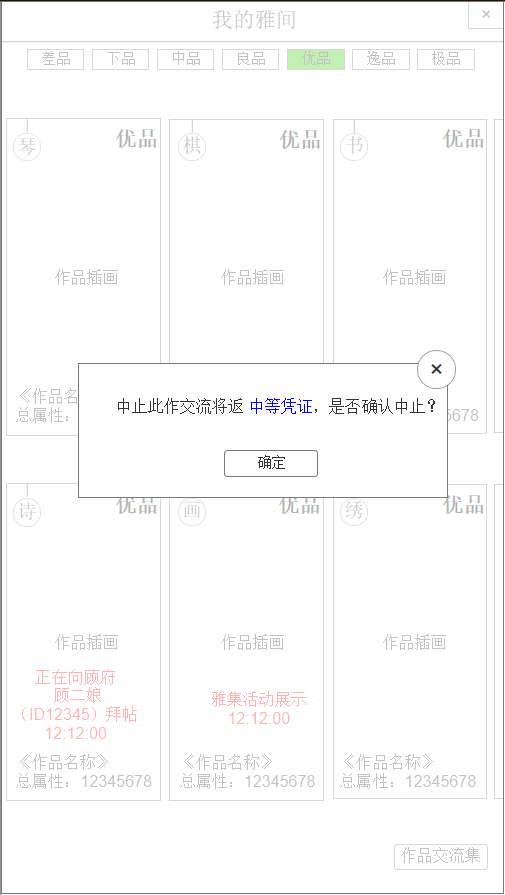 我的雅间
×
差品 下品 中品 良品 优品 逸品 极品
琴 优品
棋 优品
书 优品
作品插画
作品插画
作品插画
《作品名
总属性：
5678
×
中止此作交流将返 中等凭证，是否确认中止？
确定
诗 优品
画 优品
绣 优品
作品插画
作品插画
作品插画
正在向顾府
顾二娘
（ID12345）拜帖
12:12:00
雅集活动展示
12:12:00
《作品名称》
总属性：12345678
《作品名称》
总属性：12345678
《作品名称》
总属性：12345678
作品交流集